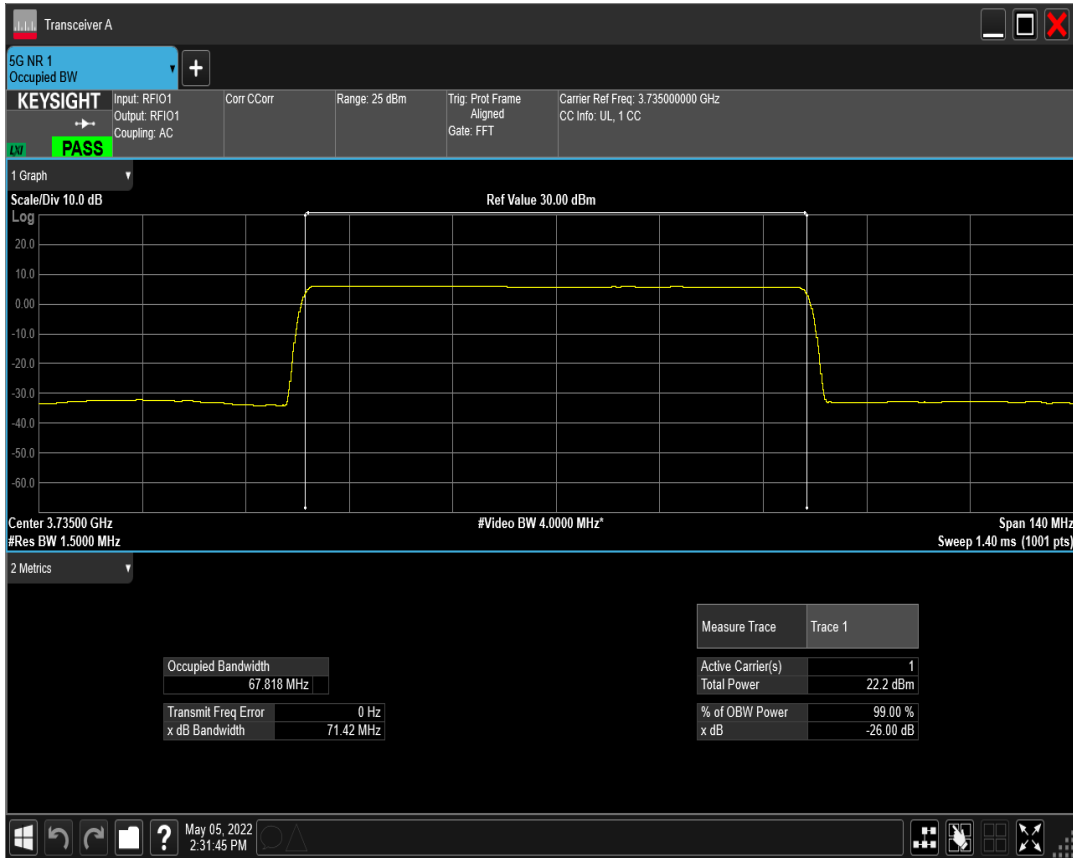 Transceiver A
5G NR 1
Occupied BW
KEYSIGHT
LXI
PASS
Input: RFIO1
Output: RFIO1
Coupling: AC
Corr CCorr
Range: 25 dBm
Trig: Prot Frame
Aligned
Gate: FFT
Carrier Ref Freq: 3.735000000 GHz
CC Info: UL, 1 CC
1 Graph
Scale/Div 10.0 dB
Ref Value 30.00 dBm
Log
20.0
10.0
0.00
-10.0
-20.0
-30.0
-40.0
-50.0
-60.0
Center 3.73500 GHz
#Video BW 4.0000 MHz*
Span 140 MHz
#Res BW 1.5000 MHz
Sweep 1.40 ms (1001 pts)
2 Metrics
Measure Trace Trace 1
Occupied Bandwidth
67.818 MHz
Active Carrier(s) 1
Total Power 22.2 dBm
Transmit Freq Error 0 Hz
x dB Bandwidth 71.42 MHz
% of OBW Power 99.00 %
x dB -26.00 dB
May 05, 2022
2:31:45 PM